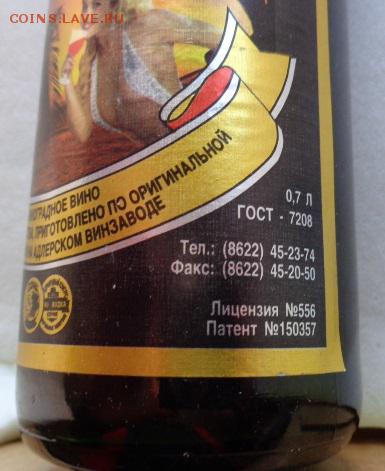 COINS.LAVE.RU
ВИНО
ПРИГОТОВЛЕНО ПО ОРИГИНАЛЬНОЙ
АДЛЕРСКОМ ВИНЗАВОДЕ
0,7 Л
ГОСТ - 7208
Тел.: (8622) 45-23-74
Факс: (8622) 45-20-50
Лицензия №556
Патент №150357